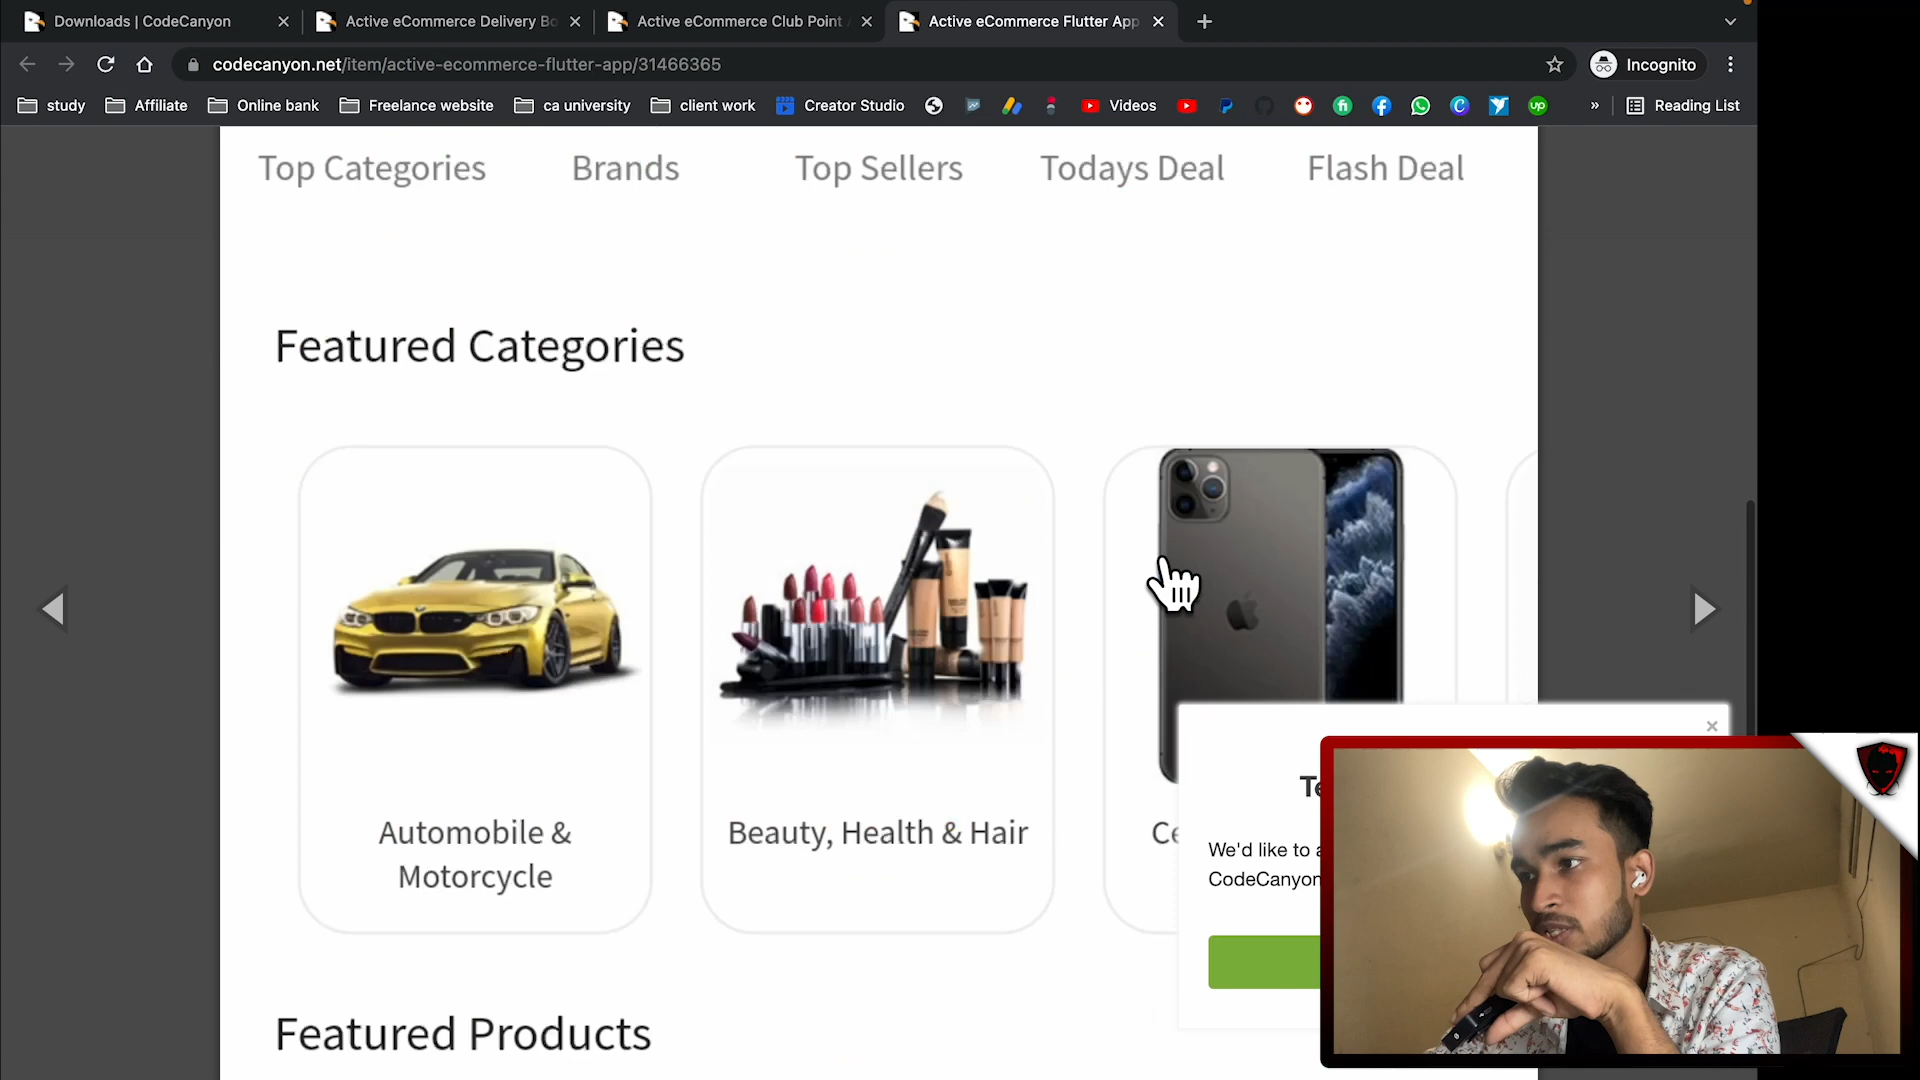 Downloads | CodeCanyon
Active eCommerce Delivery Bo
Active eCommerce Club Point
Active eCommerce Flutter App
codecanyon.net/item/active-ecommerce-flutter-app/31466365
Incognito
study
Affiliate
Online bank
Freelance website
ca university
client work
Creator Studio
Videos
up
»
Reading List
Top Categories
Brands
Top Sellers
Todays Deal
Flash Deal
Featured Categories
Automobile &
Motorcycle
Beauty, Health & Hair
Ce
Te
We'd like to a
CodeCanyon
Featured Products